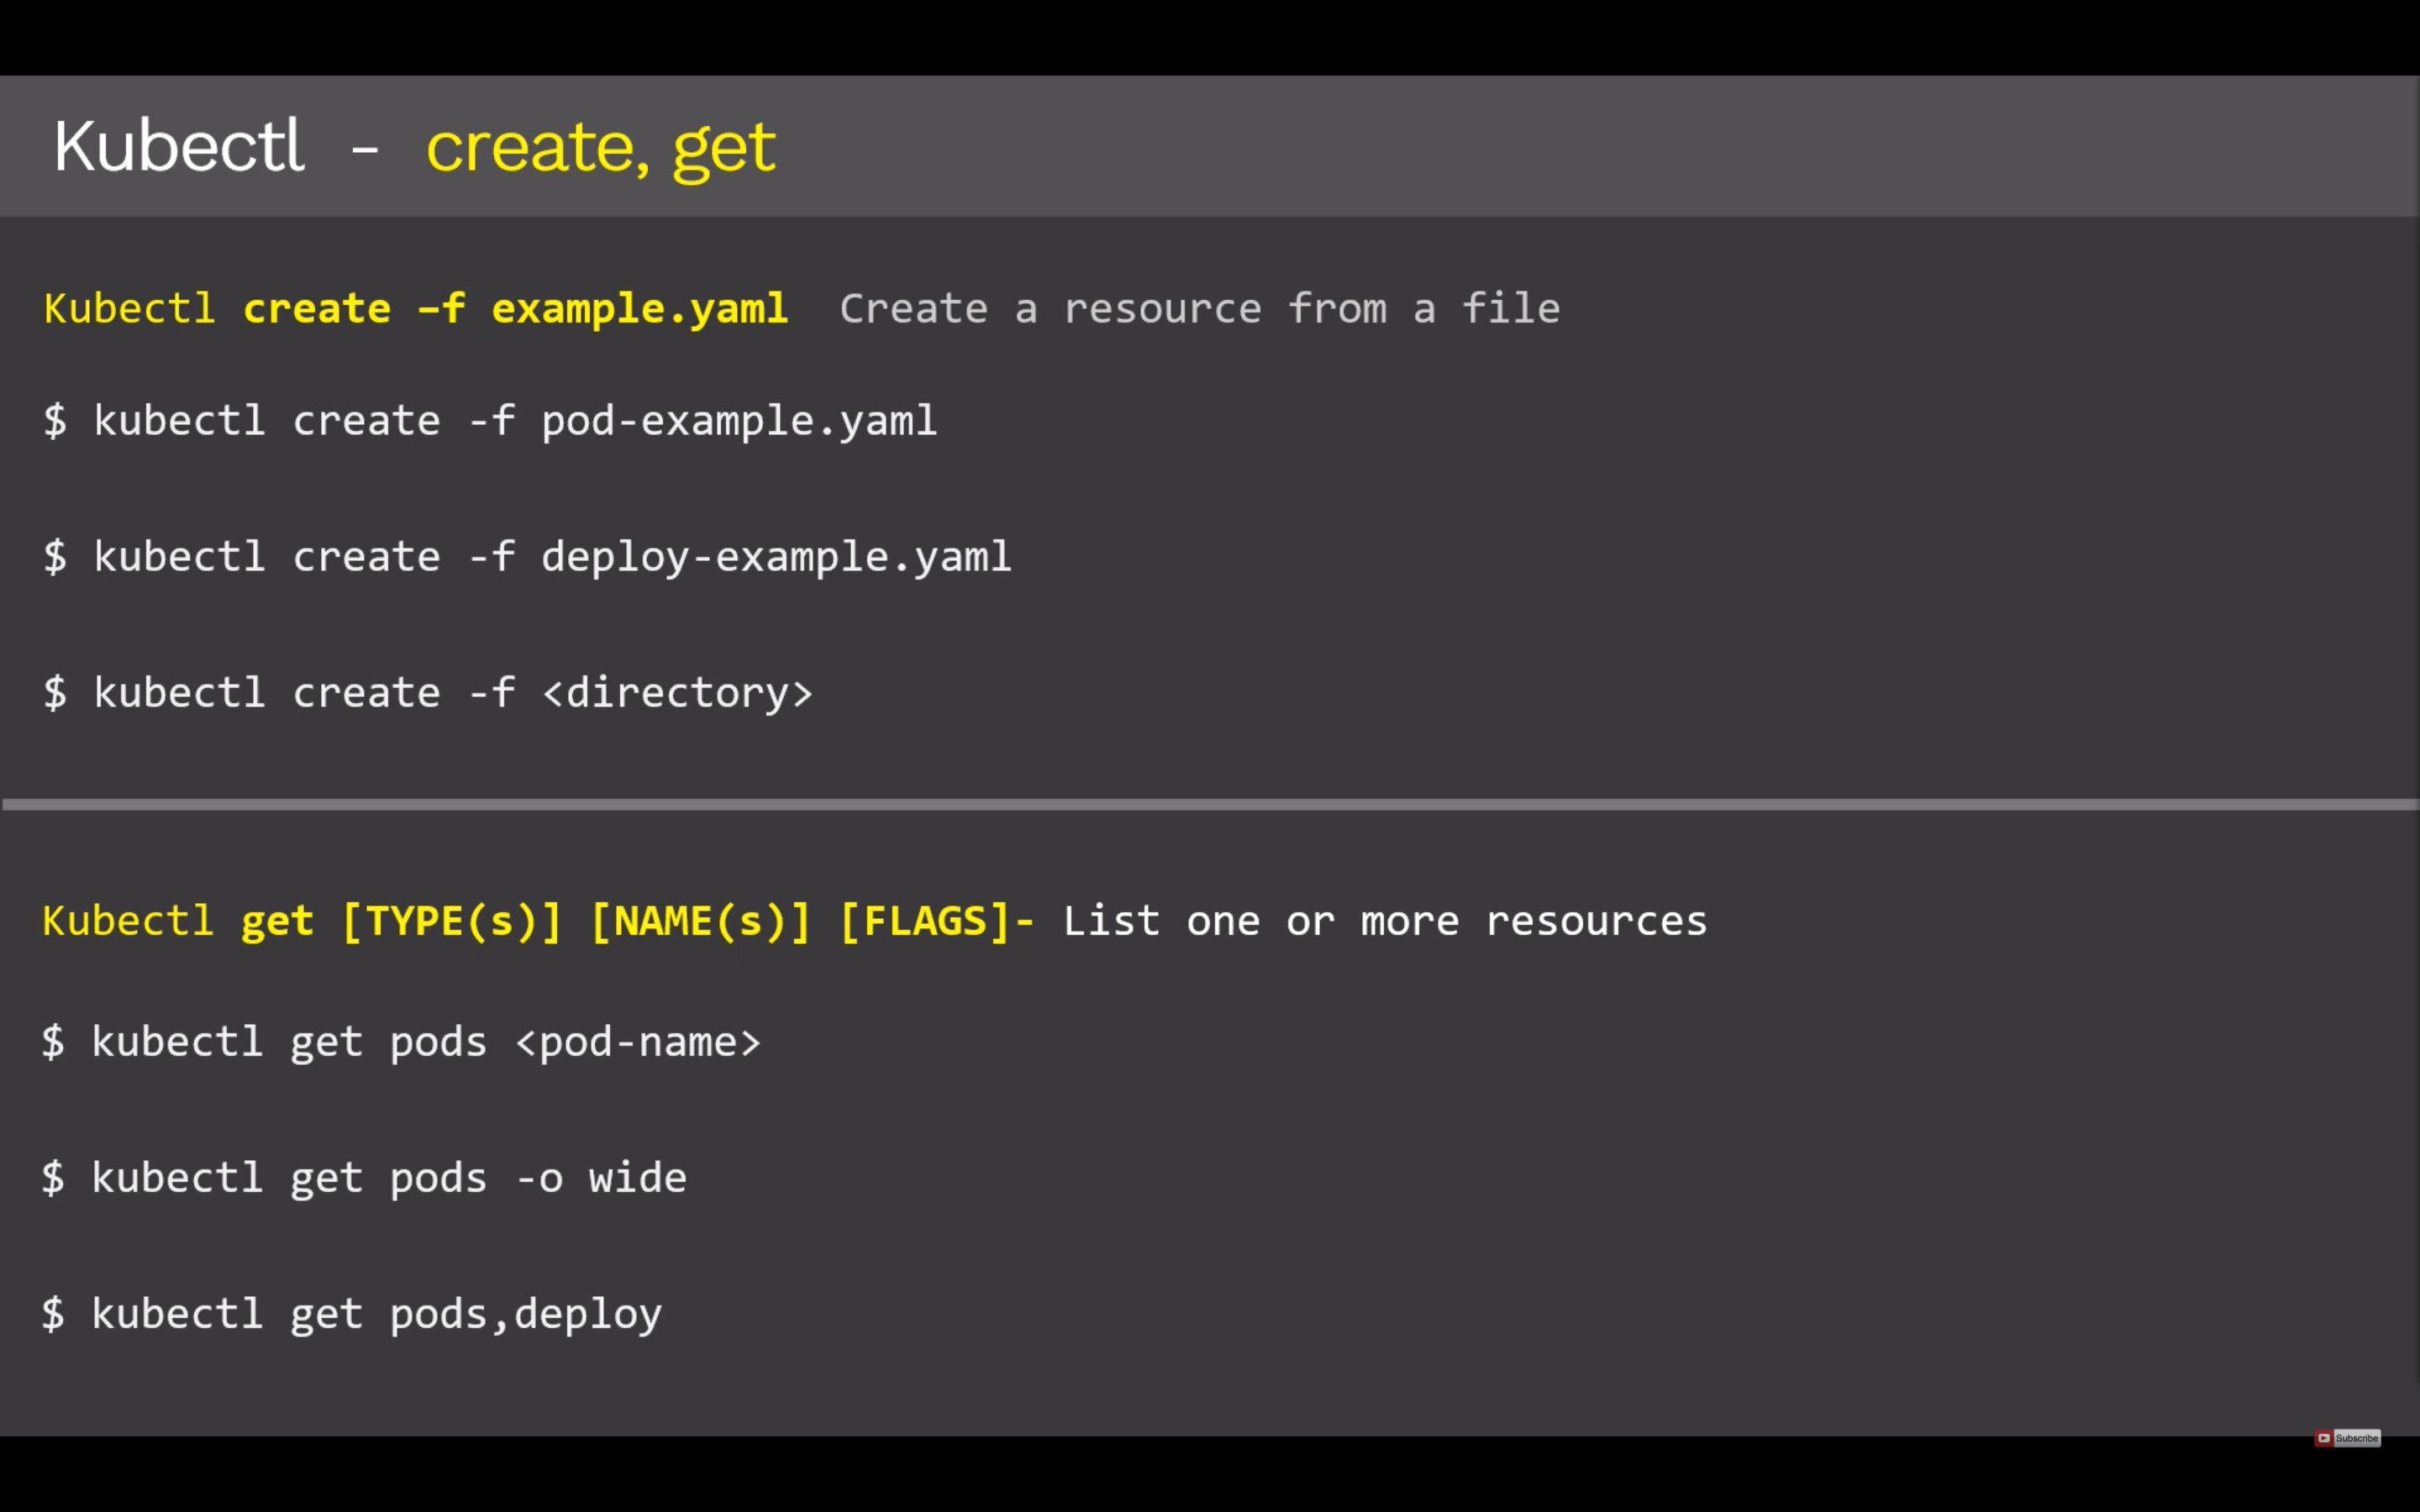 Kubectl - create, get
Kubectl create –f example.yaml Create a resource from a file
$ kubectl create -f pod-example.yaml
$ kubectl create -f deploy-example.yaml
$ kubectl create -f <directory>
Kubectl get [TYPE(s)] [NAME(s)] [FLAGS]- List one or more resources
$ kubectl get pods <pod-name>
$ kubectl get pods -o wide
$ kubectl get pods,deploy
Subscribe